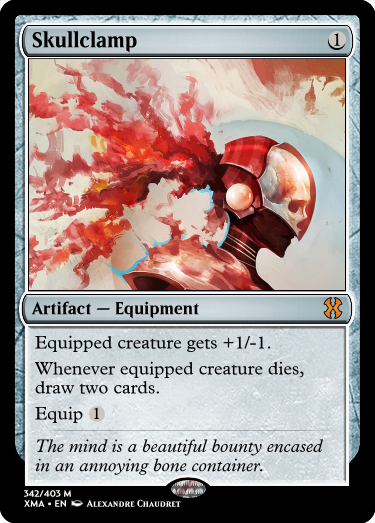 Skullclamp 1
Artifact — Equipment
Equipped creature gets +1/-1.
Whenever equipped creature dies,
draw two cards.
Equip 1
The mind is a beautiful bounty encased
in an annoying bone container.
342/403 M
XMA • EN Alexandre Chaudret